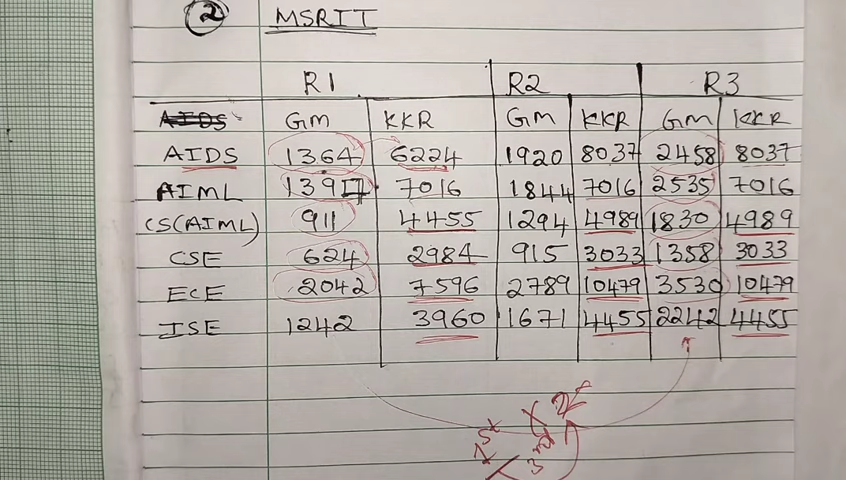 2 MSRIT
R1 R2 R3
GM KKR GM KKR GM KKR
AIDS 1364 6224 1920 8037 2458 8037
AIML 1397 7016 1844 7016 2535 7016
CS(AIML) 911 4455 1294 4989 1830 4989
CSE 624 2984 915 3033 1358 3033
ECE 2042 7596 2789 10479 3530 10479
ISE 1242 3960 1671 4455 2242 4455
1st
3rd